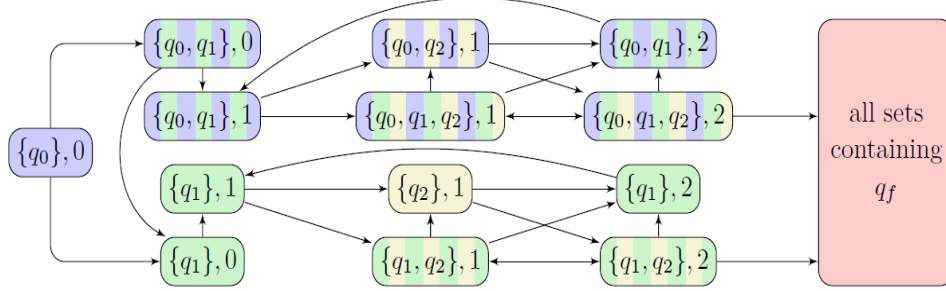 {q₀, q₁}, 0
{q₀, q₂}, 1
{q₀, q₁}, 2
{q₀, q₁}, 1
{q₀, q₁, q₂}, 1
{q₀, q₁, q₂}, 2
{q₀}, 0
{q₁}, 1
{q₂}, 1
{q₁}, 2
{q₁}, 0
{q₁, q₂}, 1
{q₁, q₂}, 2
all sets
containing
q_f